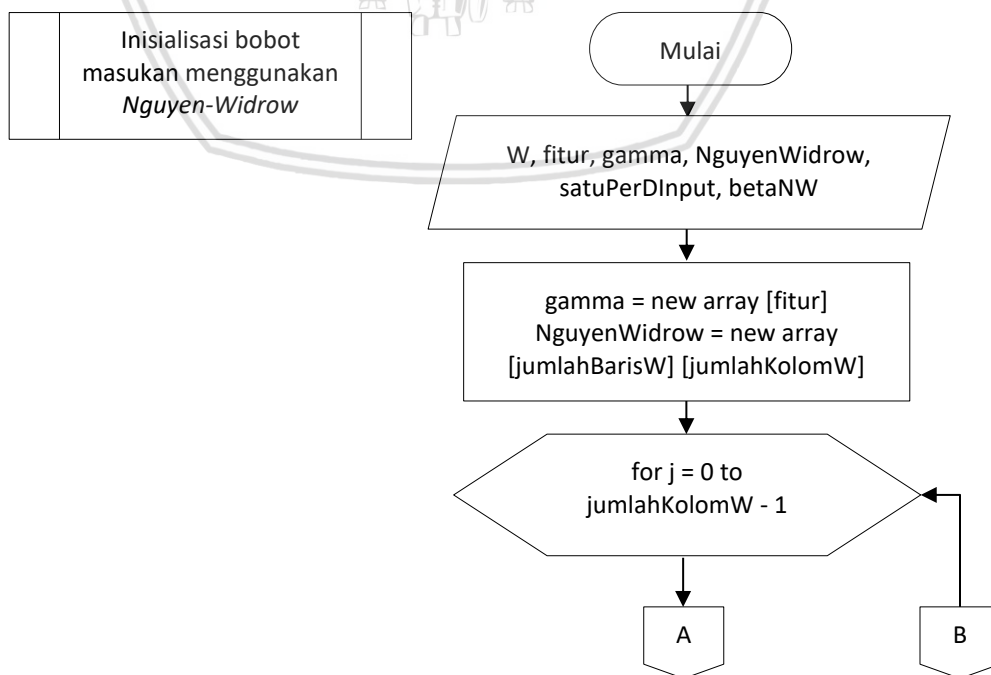 Inisialisasi bobot
masukan menggunakan
Nguyen-Widrow
Mulai
W, fitur, gamma, NguyenWidrow,
satuPerDInput, betaNW
gamma = new array [fitur]
NguyenWidrow = new array
[jumlahBarisW] [jumlahKolomW]
for j = 0 to
jumlahKolomW - 1
A
B